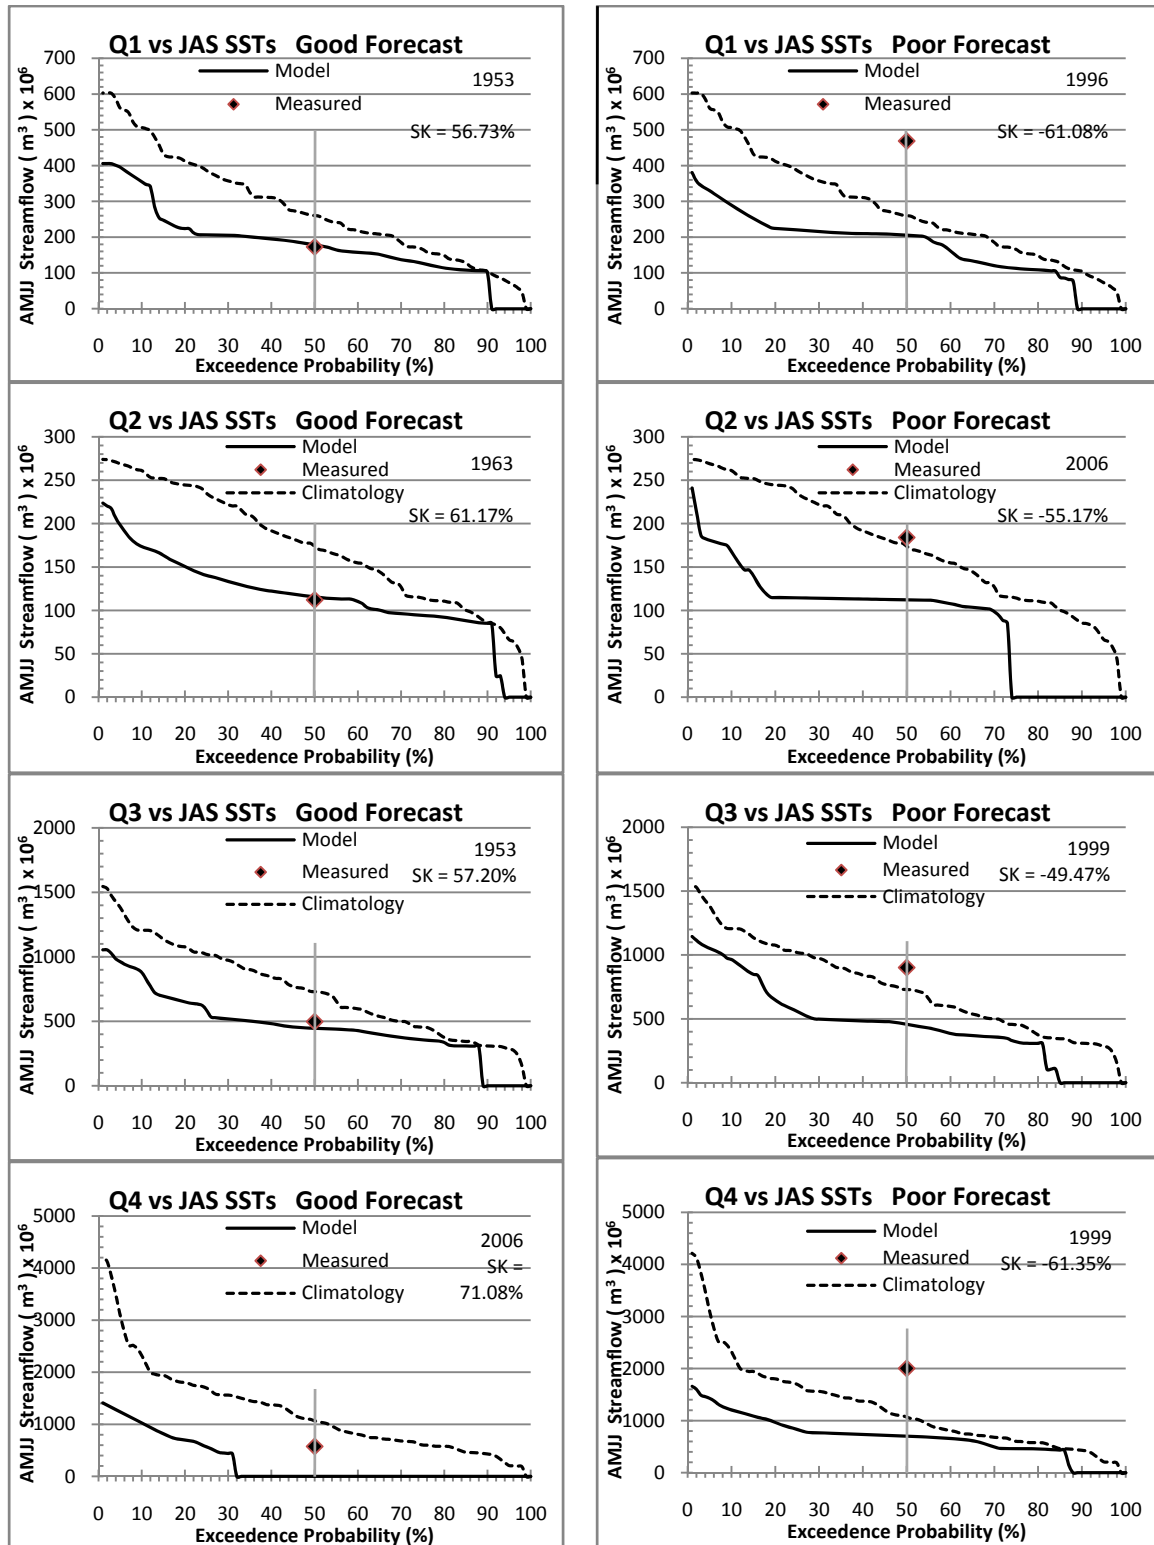 Q1 vs JAS SSTs Good Forecast
AMJJ Streamflow ( m³ ) x 10⁶
700
600
500
400
300
200
100
0
Model
Measured
1953
SK = 56.73%
0 10 20 30 40 50 60 70 80 90 100
Exceedence Probability (%)
Q1 vs JAS SSTs Poor Forecast
AMJJ Streamflow ( m³ ) x 10⁶
700
600
500
400
300
200
100
0
Model
Measured
1996
SK = -61.08%
0 10 20 30 40 50 60 70 80 90 100
Exceedence Probability (%)
Q2 vs JAS SSTs Good Forecast
AMJJ Streamflow ( m³ ) x 10⁶
300
250
200
150
100
50
0
Model
Measured
Climatology
1963
SK = 61.17%
0 10 20 30 40 50 60 70 80 90 100
Exceedence Probability (%)
Q2 vs JAS SSTs Poor Forecast
AMJJ Streamflow ( m³ ) x 10⁶
300
250
200
150
100
50
0
Model
Measured
Climatology
2006
SK = -55.17%
0 10 20 30 40 50 60 70 80 90 100
Exceedence Probability (%)
Q3 vs JAS SSTs Good Forecast
AMJJ Streamflow ( m³ ) x 10⁶
2000
1500
1000
500
0
Model
Measured
Climatology
1953
SK = 57.20%
0 10 20 30 40 50 60 70 80 90 100
Exceedence Probability (%)
Q3 vs JAS SSTs Poor Forecast
AMJJ Streamflow ( m³ ) x 10⁶
2000
1500
1000
500
0
Model
Measured
Climatology
1999
SK = -49.47%
0 10 20 30 40 50 60 70 80 90 100
Exceedence Probability (%)
Q4 vs JAS SSTs Good Forecast
AMJJ Streamflow ( m³ ) x 10⁶
5000
4000
3000
2000
1000
0
Model
Measured
Climatology
2006
SK =
71.08%
0 10 20 30 40 50 60 70 80 90 100
Exceedence Probability (%)
Q4 vs JAS SSTs Poor Forecast
AMJJ Streamflow ( m³ ) x 10⁶
5000
4000
3000
2000
1000
0
Model
Measured
Climatology
1999
SK = -61.35%
0 10 20 30 40 50 60 70 80 90 100
Exceedence Probability (%)